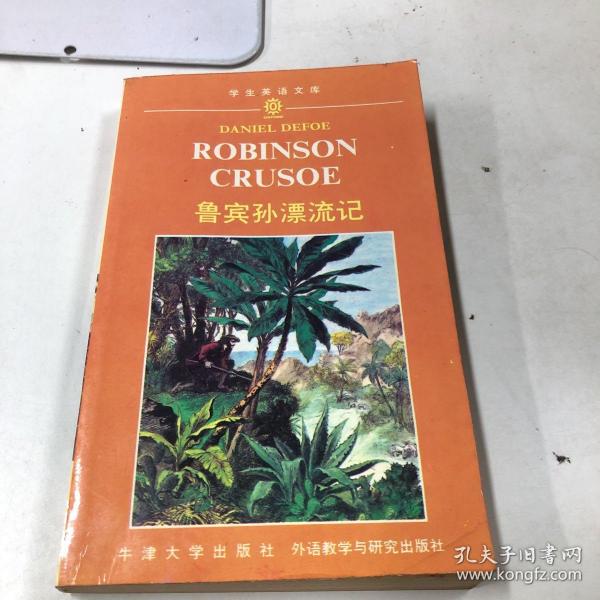 学生英语文库
DANIEL DEFOE
ROBINSON
CRUSOE
鲁宾孙漂流记
牛津大学出版社 外语教学与研究出版社
孔夫子旧书网
www.kongfz.com